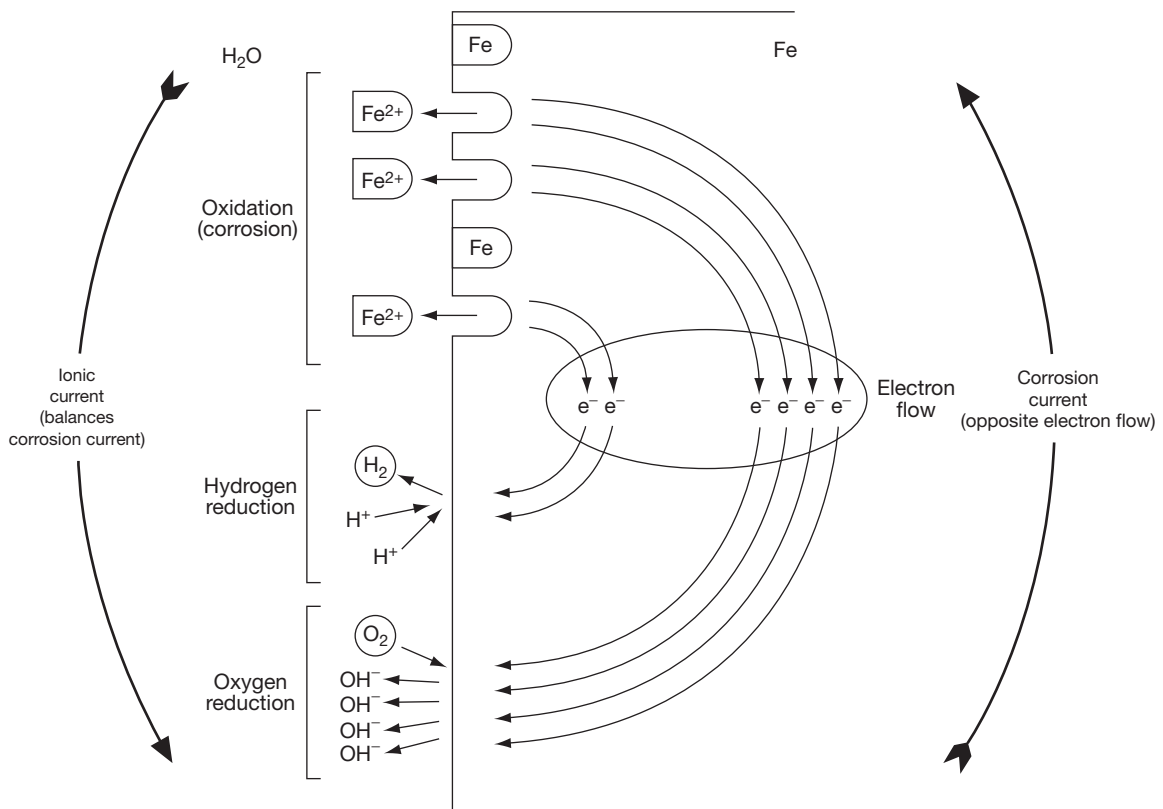 H₂O
Fe
Fe
Fe²⁺
Fe²⁺
Oxidation
(corrosion)
Fe
Fe²⁺
Ionic
current
(balances
corrosion current)
e⁻ e⁻
e⁻ e⁻ e⁻ e⁻
Electron
flow
Corrosion
current
(opposite electron flow)
Hydrogen
reduction
H₂
H⁺
H⁺
Oxygen
reduction
O₂
OH⁻
OH⁻
OH⁻
OH⁻